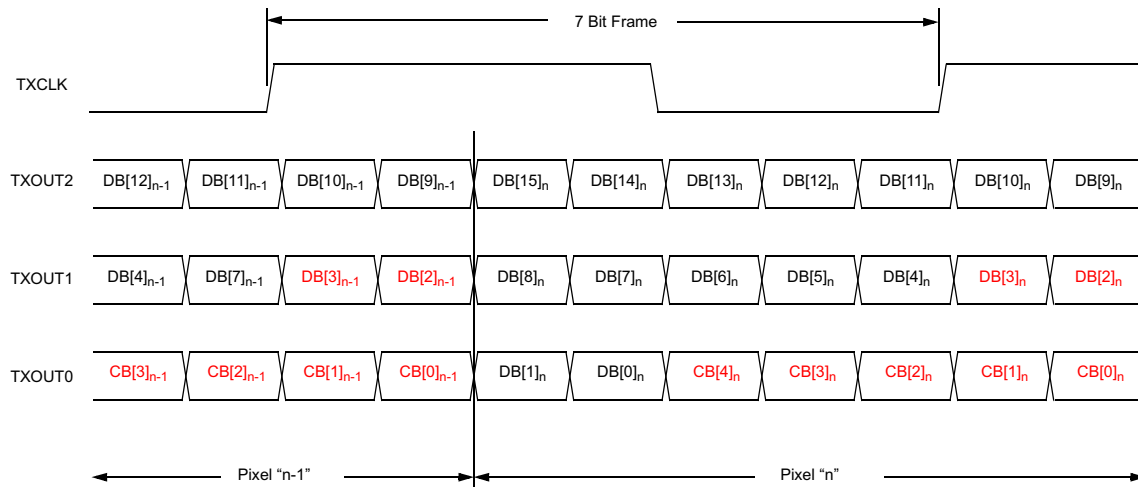 7 Bit Frame
TXCLK
TXOUT2 DB[12]n-1 DB[11]n-1 DB[10]n-1 DB[9]n-1 DB[15]n DB[14]n DB[13]n DB[12]n DB[11]n DB[10]n DB[9]n
TXOUT1 DB[4]n-1 DB[7]n-1 DB[3]n-1 DB[2]n-1 DB[8]n DB[7]n DB[6]n DB[5]n DB[4]n DB[3]n DB[2]n
TXOUT0 CB[3]n-1 CB[2]n-1 CB[1]n-1 CB[0]n-1 DB[1]n DB[0]n CB[4]n CB[3]n CB[2]n CB[1]n CB[0]n
Pixel “n-1” Pixel “n”